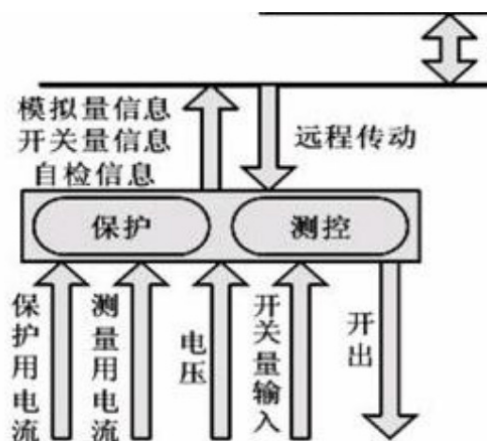 模拟量信息
开关量信息
自检信息
远程传动
保护
测控
保护用电流
测量用电流
电压
开关量输入
开出